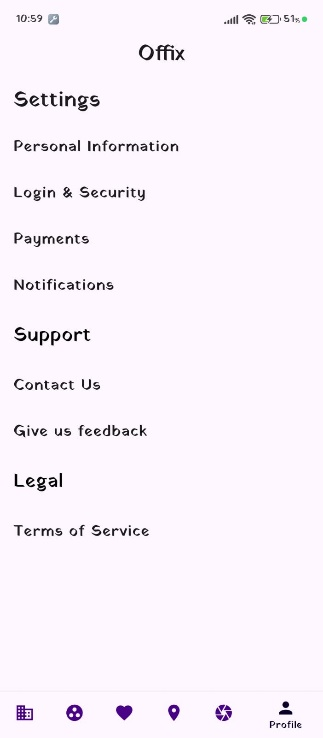 10:59 51%
Offix
Settings
Personal Information
Login & Security
Payments
Notifications
Support
Contact Us
Give us feedback
Legal
Terms of Service
Profile